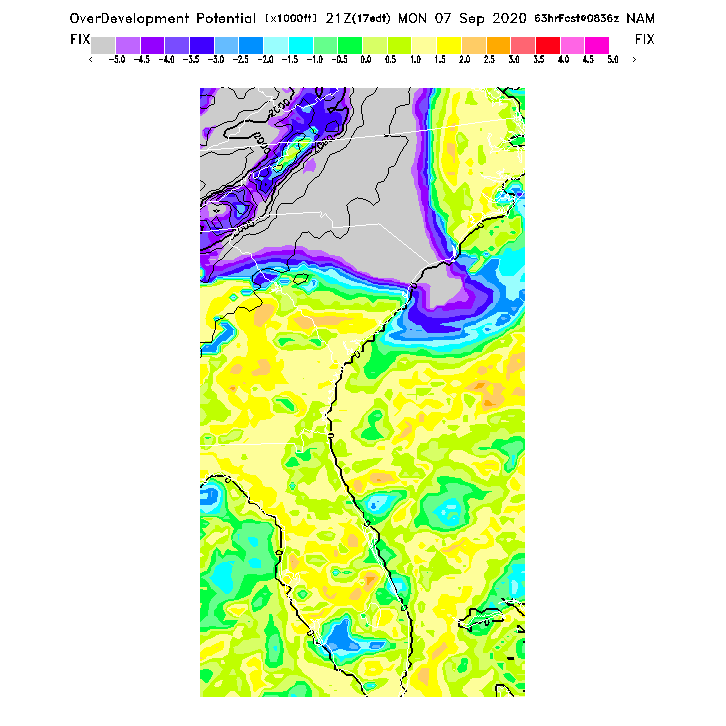 OverDevelopment Potential [x1000ft] 21Z(17edt) MON 07 Sep 2020 63hrFcst@0836z NAM
FIX FIX
< -5.0 -4.5 -4.0 -3.5 -3.0 -2.5 -2.0 -1.5 -1.0 -0.5 0.0 0.5 1.0 1.5 2.0 2.5 3.0 3.5 4.0 4.5 5.0 >
2000
2000